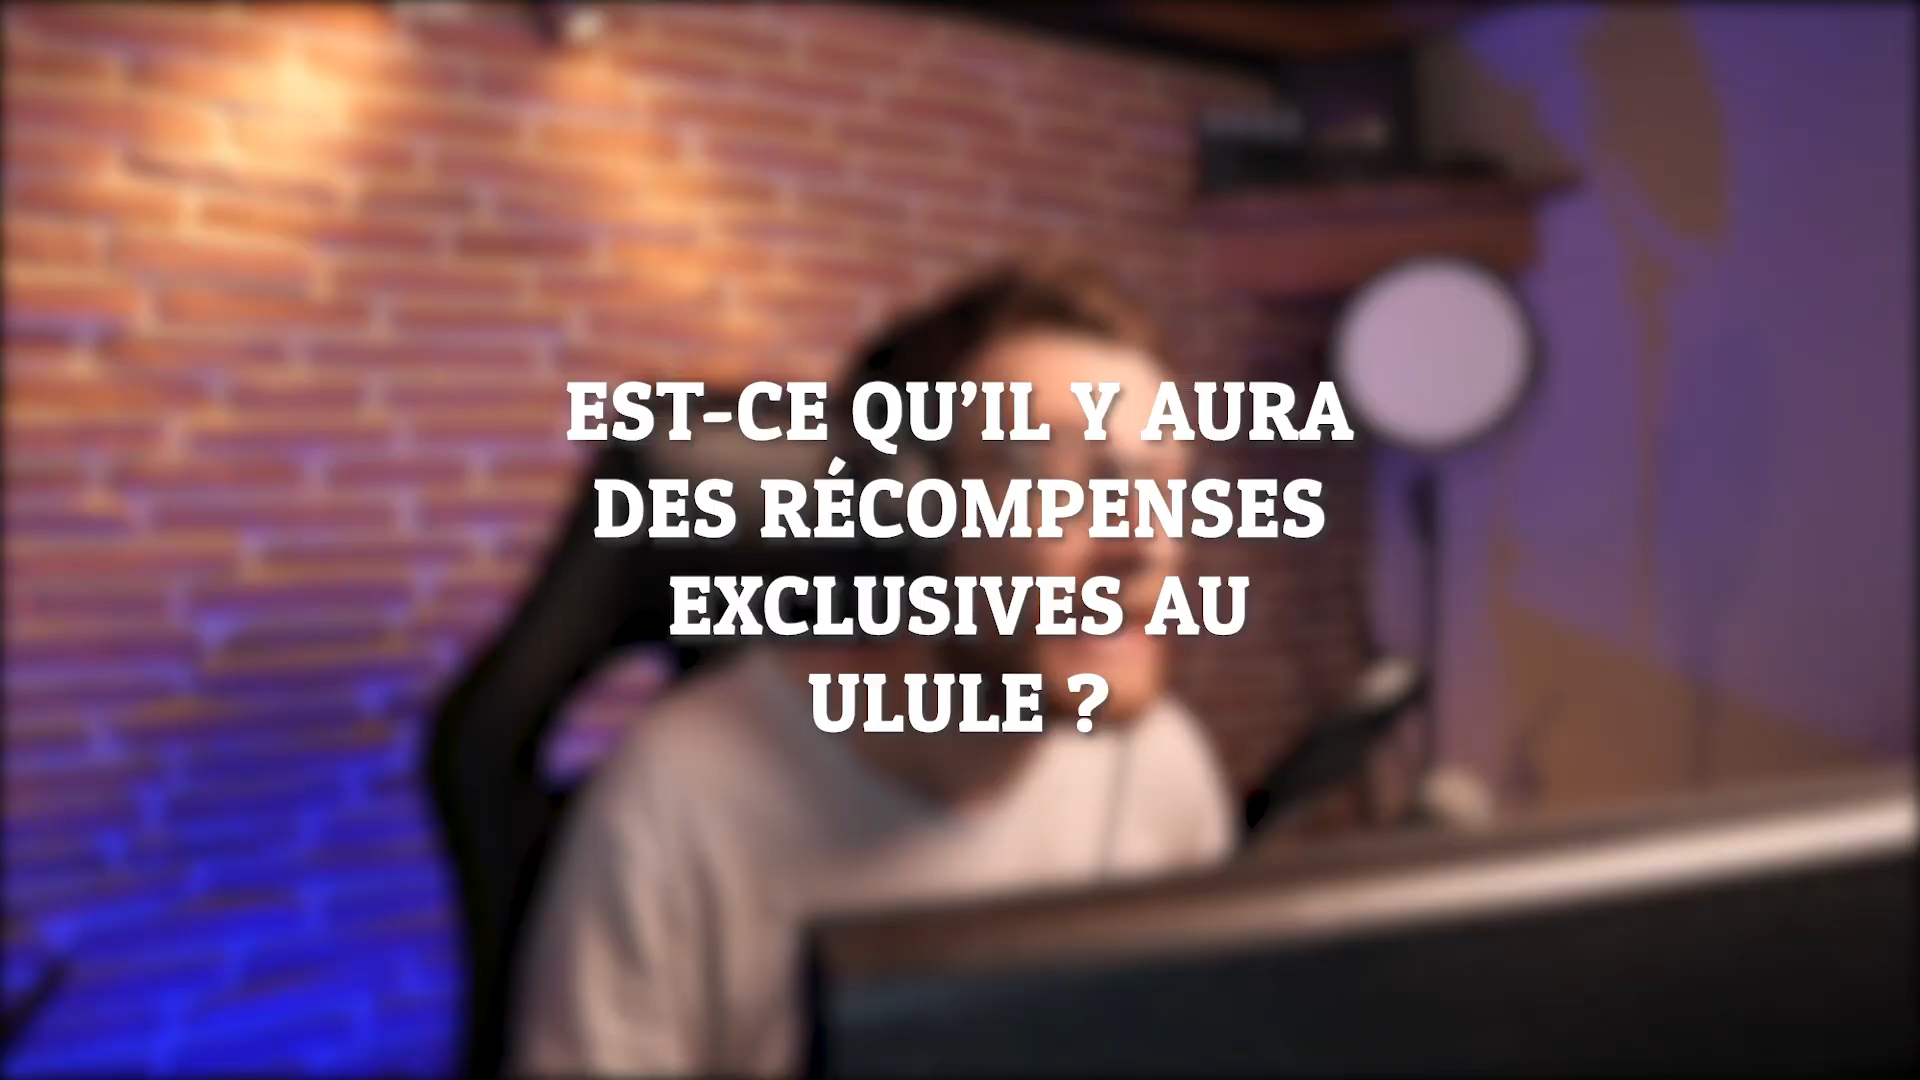 EST-CE QU’IL Y AURA
DES RÉCOMPENSES
EXCLUSIVES AU
ULULE ?